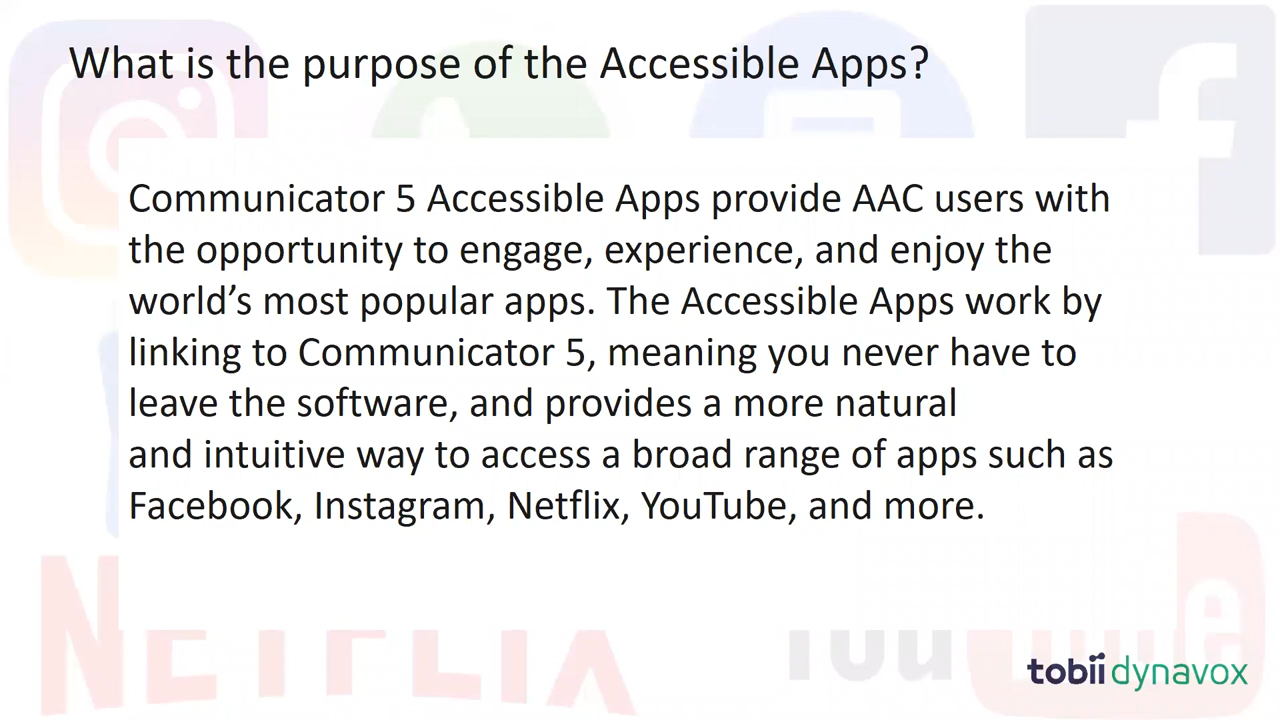 What is the purpose of the Accessible Apps?
Communicator 5 Accessible Apps provide AAC users with
the opportunity to engage, experience, and enjoy the
world’s most popular apps. The Accessible Apps work by
linking to Communicator 5, meaning you never have to
leave the software, and provides a more natural
and intuitive way to access a broad range of apps such as
Facebook, Instagram, Netflix, YouTube, and more.
tobii dynavox